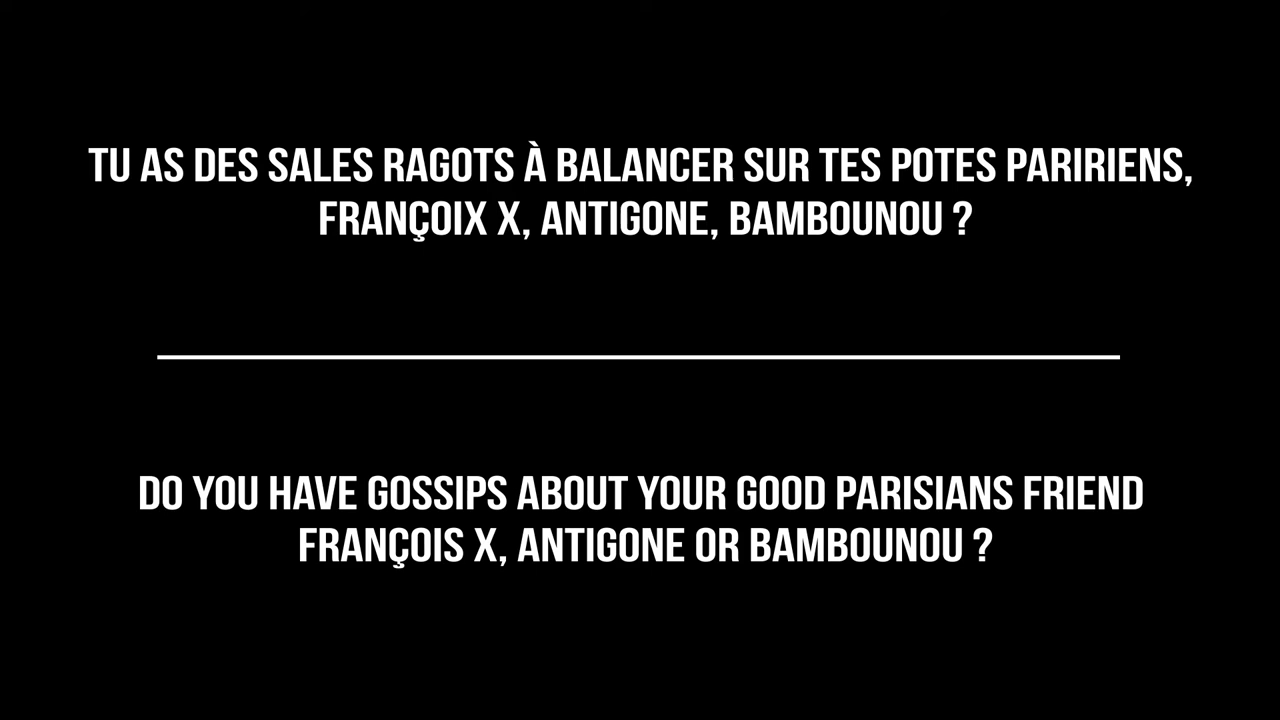 TU AS DES SALES RAGOTS À BALANCER SUR TES POTES PARIRIENS,
FRANÇOIX X, ANTIGONE, BAMBOUNOU ?
DO YOU HAVE GOSSIPS ABOUT YOUR GOOD PARISIANS FRIEND
FRANÇOIS X, ANTIGONE OR BAMBOUNOU ?